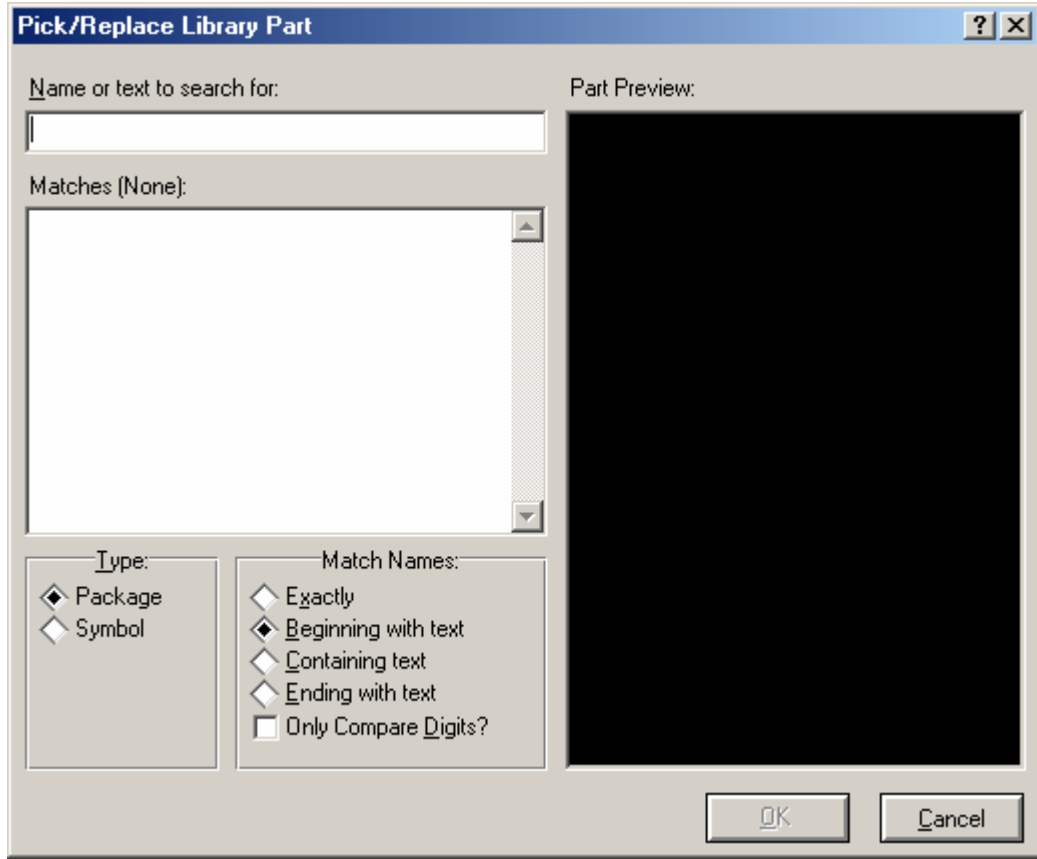 Pick/Replace Library Part
Name or text to search for:
Part Preview:
Matches (None):
Type:
Package
Symbol
Match Names:
Exactly
Beginning with text
Containing text
Ending with text
Only Compare Digits?
OK
Cancel